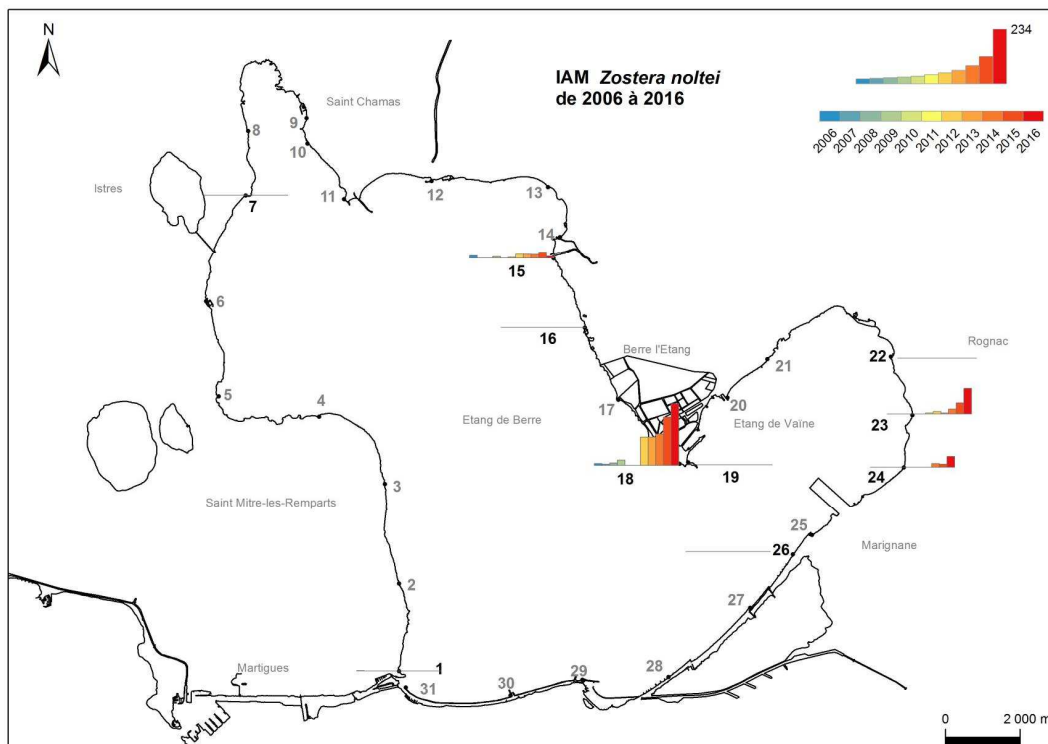 N
234
IAM Zostera noltei
de 2006 à 2016
2006 2007 2008 2009 2010 2011 2012 2013 2014 2015 2016
Saint Chamas
8
9
10
Istres
7
11
12
13
14
15
6
16
Berre l'Etang
21
22
Rognac
5
4
17
20
Etang de Berre
Etang de Vaïne
23
18
19
24
3
Saint Mitre-les-Remparts
25
Marignane
26
2
27
Martigues
1
31
30
29
28
0 2 000 m